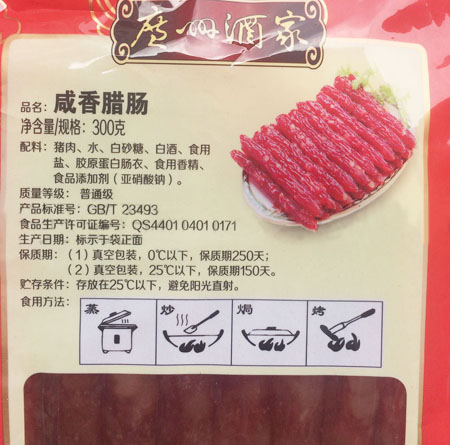 广州酒家
品名：咸香腊肠
净含量/规格：300克
配料：猪肉、水、白砂糖、白酒、食用
盐、胶原蛋白肠衣、食用香精、
食品添加剂（亚硝酸钠）。
质量等级：普通级
产品标准号：GB/T 23493
食品生产许可证编号：QS4401 0401 0171
生产日期：标示于袋正面
保质期：（1）真空包装，0℃以下，保质期250天；
（2）真空包装，25℃以下，保质期150天。
贮存条件：存放在25℃以下，避免阳光直射。
食用方法：
蒸 炒 焗 烤